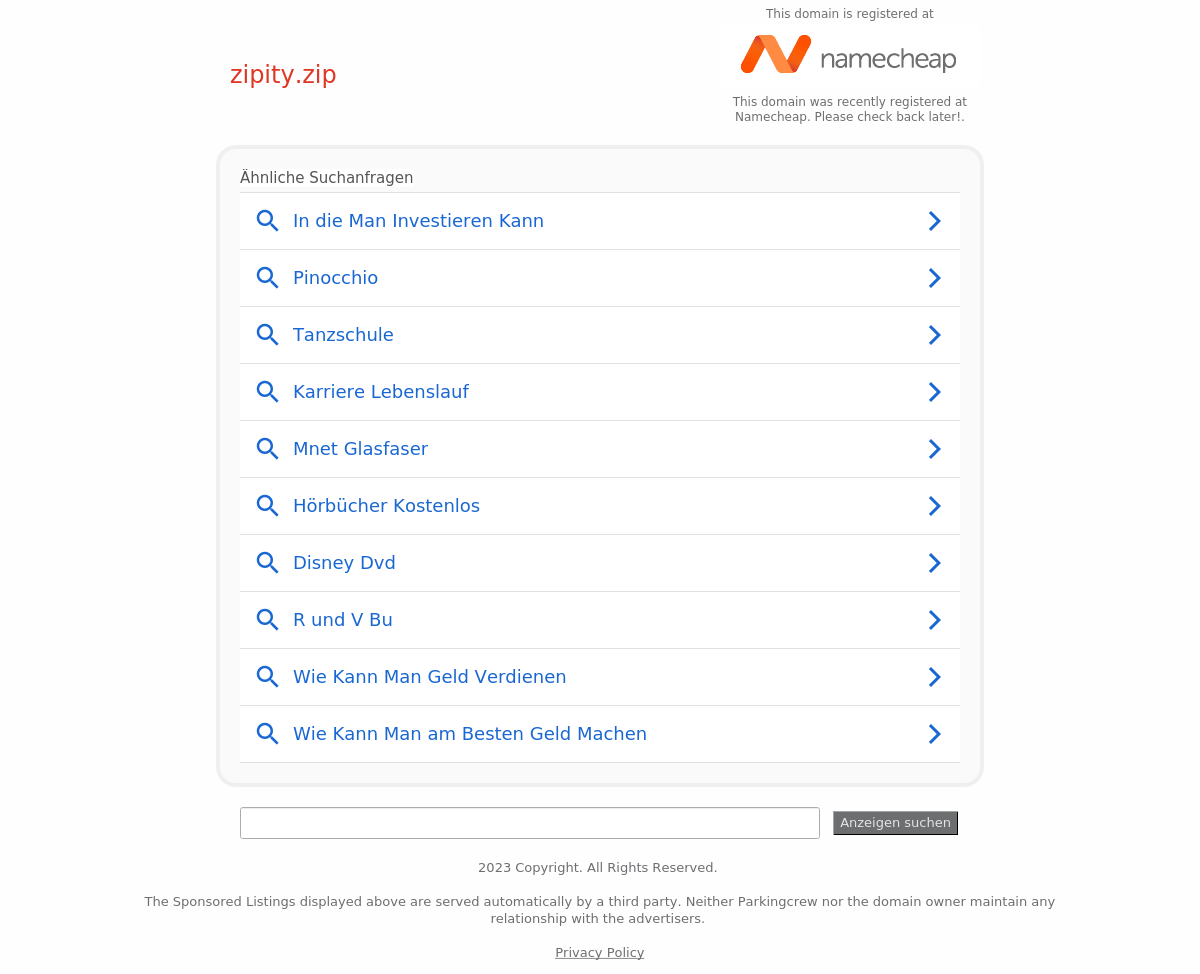 This domain is registered at
namecheap
zipity.zip
This domain was recently registered at
Namecheap. Please check back later!.
Ähnliche Suchanfragen
In die Man Investieren Kann
Pinocchio
Tanzschule
Karriere Lebenslauf
Mnet Glasfaser
Hörbücher Kostenlos
Disney Dvd
R und V Bu
Wie Kann Man Geld Verdienen
Wie Kann Man am Besten Geld Machen
Anzeigen suchen
2023 Copyright. All Rights Reserved.
The Sponsored Listings displayed above are served automatically by a third party. Neither Parkingcrew nor the domain owner maintain any
relationship with the advertisers.
Privacy Policy